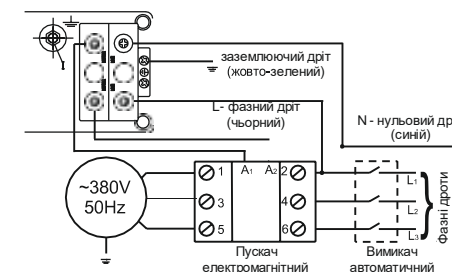 I
заземлюючий дріт
(жовто-зелений)
L- фазний дріт
(чорний)
N - нульовий др
(синій)
~380V
50Hz
1 A1 A2 2
3 4
5 6
L1
L2
L3
Фазні дроти
Пускач
електромагнітний
Вимикач
автоматичний